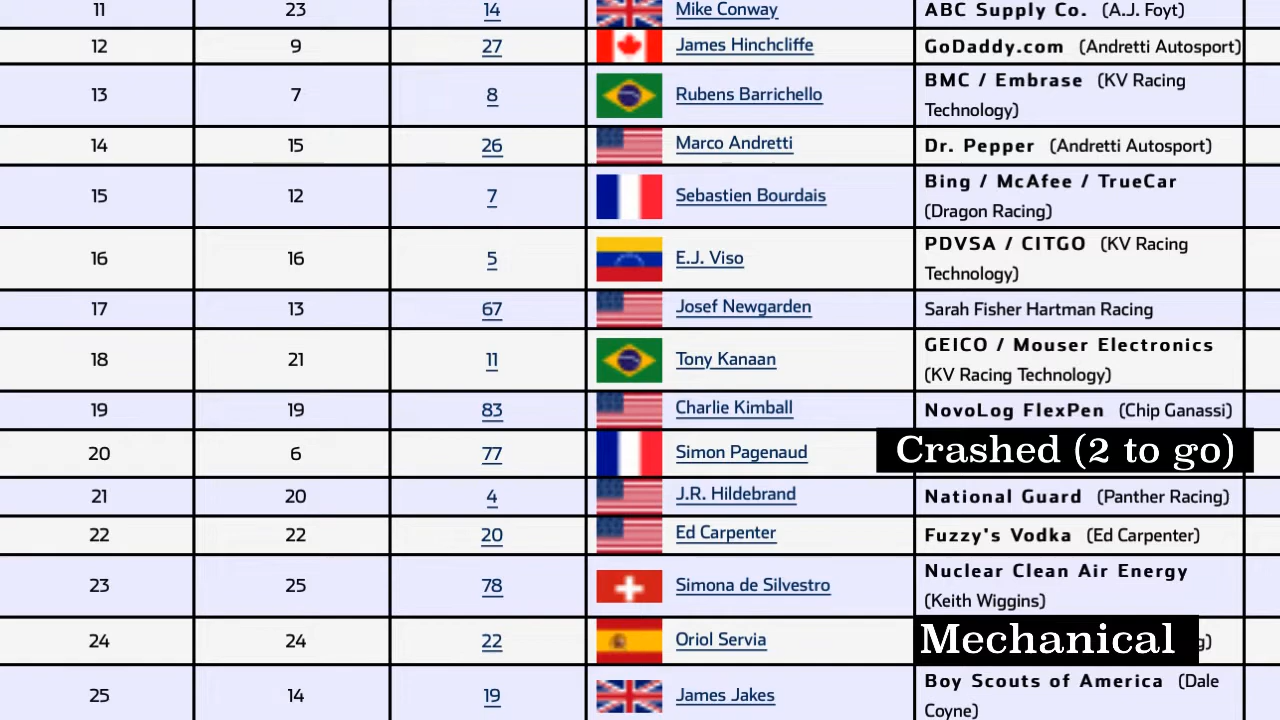 11 23 14 Mike Conway ABC Supply Co. (A.J. Foyt)
12 9 27 James Hinchcliffe GoDaddy.com (Andretti Autosport)
13 7 8 Rubens Barrichello BMC / Embrase (KV Racing
Technology)
14 15 26 Marco Andretti Dr. Pepper (Andretti Autosport)
15 12 7 Sebastien Bourdais Bing / McAfee / TrueCar
(Dragon Racing)
16 16 5 E.J. Viso PDVSA / CITGO (KV Racing
Technology)
17 13 67 Josef Newgarden Sarah Fisher Hartman Racing
18 21 11 Tony Kanaan GEICO / Mouser Electronics
(KV Racing Technology)
19 19 83 Charlie Kimball NovoLog FlexPen (Chip Ganassi)
20 6 77 Simon Pagenaud Crashed (2 to go)
21 20 4 J.R. Hildebrand National Guard (Panther Racing)
22 22 20 Ed Carpenter Fuzzy's Vodka (Ed Carpenter)
23 25 78 Simona de Silvestro Nuclear Clean Air Energy
(Keith Wiggins)
24 24 22 Oriol Servia Mechanical
25 14 19 James Jakes Boy Scouts of America (Dale
Coyne)